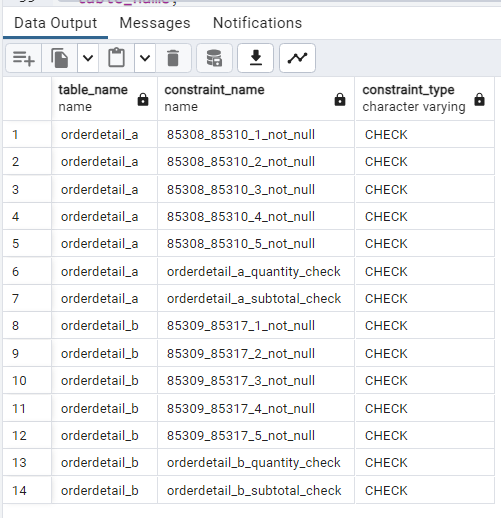 table_name;
Data Output Messages Notifications
table_name constraint_name constraint_type
name name character varying
1 orderdetail_a 85308_85310_1_not_null CHECK
2 orderdetail_a 85308_85310_2_not_null CHECK
3 orderdetail_a 85308_85310_3_not_null CHECK
4 orderdetail_a 85308_85310_4_not_null CHECK
5 orderdetail_a 85308_85310_5_not_null CHECK
6 orderdetail_a orderdetail_a_quantity_check CHECK
7 orderdetail_a orderdetail_a_subtotal_check CHECK
8 orderdetail_b 85309_85317_1_not_null CHECK
9 orderdetail_b 85309_85317_2_not_null CHECK
10 orderdetail_b 85309_85317_3_not_null CHECK
11 orderdetail_b 85309_85317_4_not_null CHECK
12 orderdetail_b 85309_85317_5_not_null CHECK
13 orderdetail_b orderdetail_b_quantity_check CHECK
14 orderdetail_b orderdetail_b_subtotal_check CHECK